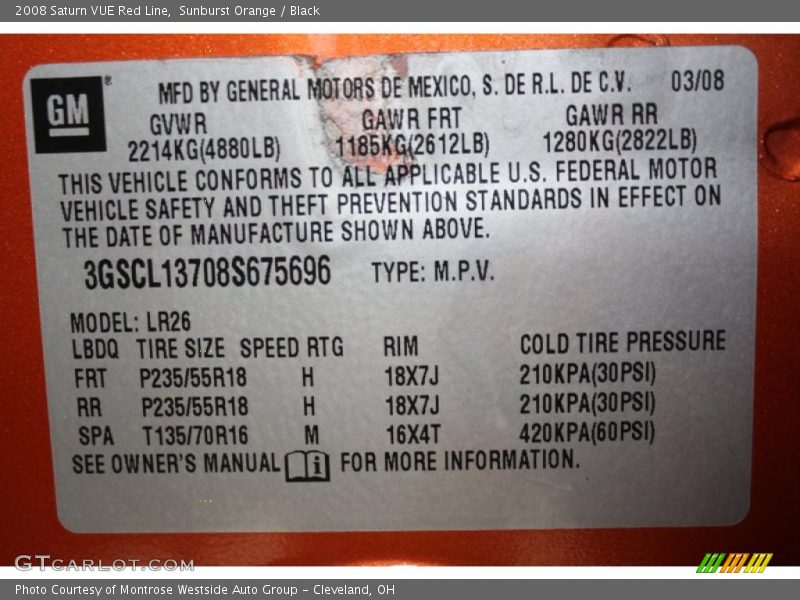 2008 Saturn VUE Red Line,  Sunburst Orange / Black
GM®
MFD BY GENERAL MOTORS DE MEXICO, S. DE R.L. DE C.V. 03/08
GVWR GAWR FRT GAWR RR
2214KG(4880LB) 1185KG(2612LB) 1280KG(2822LB)
THIS VEHICLE CONFORMS TO ALL APPLICABLE U.S. FEDERAL MOTOR
VEHICLE SAFETY AND THEFT PREVENTION STANDARDS IN EFFECT ON
THE DATE OF MANUFACTURE SHOWN ABOVE.
3GSCL13708S675696 TYPE: M.P.V.
MODEL: LR26
LBDQ TIRE SIZE SPEED RTG RIM COLD TIRE PRESSURE
FRT P235/55R18 H 18X7J 210KPA(30PSI)
RR P235/55R18 H 18X7J 210KPA(30PSI)
SPA T135/70R16 M 16X4T 420KPA(60PSI)
SEE OWNER'S MANUAL i FOR MORE INFORMATION.
GTCARLOT.COM
Photo Courtesy of Montrose Westside Auto Group - Cleveland, OH